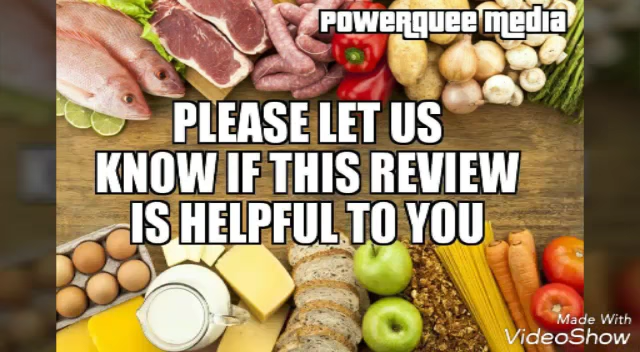 POWERQUEE MEDIA
PLEASE LET US
KNOW IF THIS REVIEW
IS HELPFUL TO YOU
Made With
VideoShow